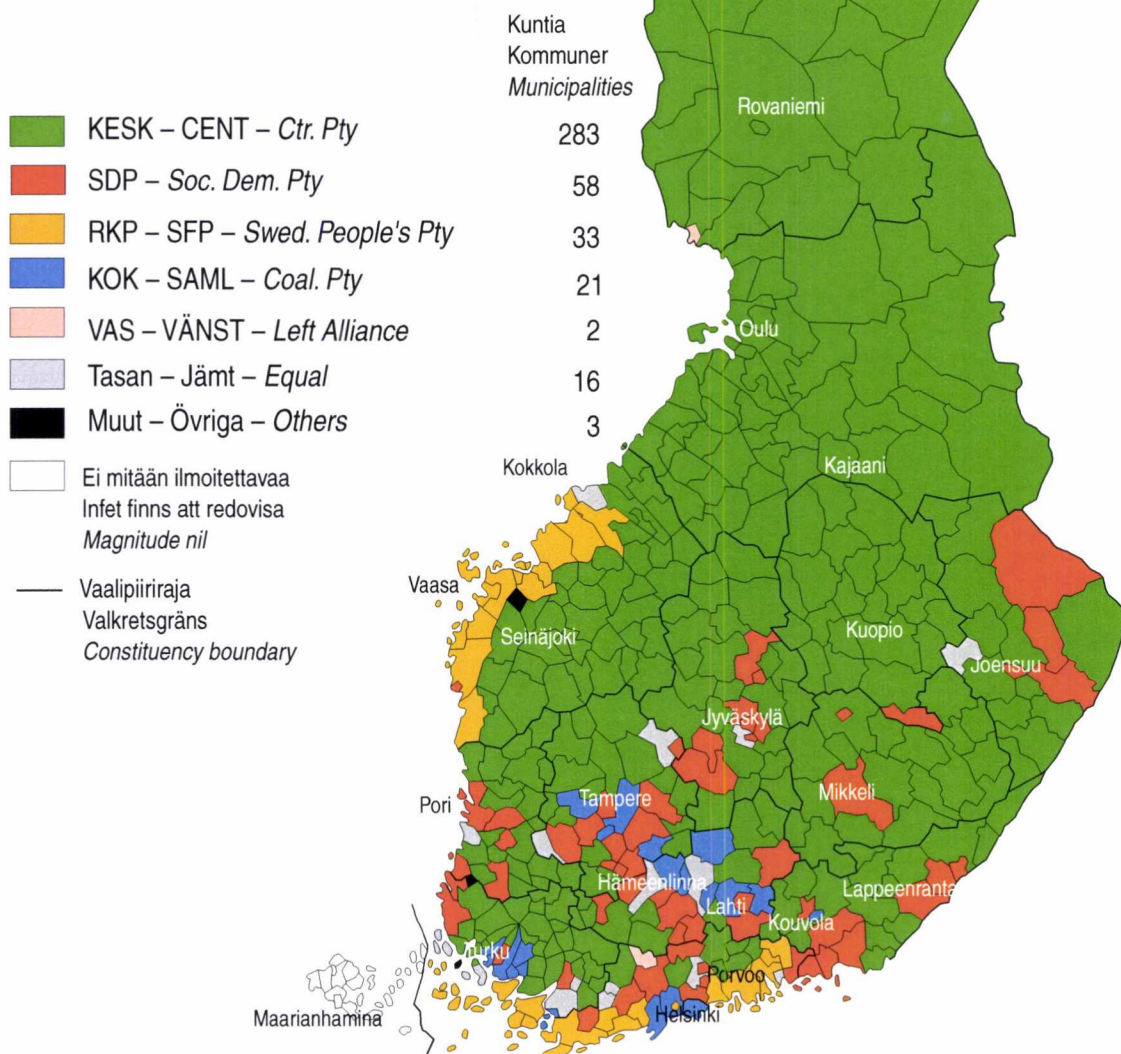 Kuntia
Kommuner
Municipalities
KESK – CENT – Ctr. Pty 283
SDP – Soc. Dem. Pty 58
RKP – SFP – Swed. People's Pty 33
KOK – SAML – Coal. Pty 21
VAS – VÄNST – Left Alliance 2
Tasan – Jämt – Equal 16
Muut – Övriga – Others 3
Ei mitään ilmoitettavaa
Infet finns att redovisa
Magnitude nil
Vaalipiiriraja
Valkretsgräns
Constituency boundary
Rovaniemi
Oulu
Kajaani
Kokkola
Vaasa
Seinäjoki
Kuopio
Joensuu
Jyväskylä
Mikkeli
Tampere
Pori
Hämeenlinna
Lappeenranta
Lahti
Kouvola
Turku
Porvoo
Maarianhamina
Helsinki